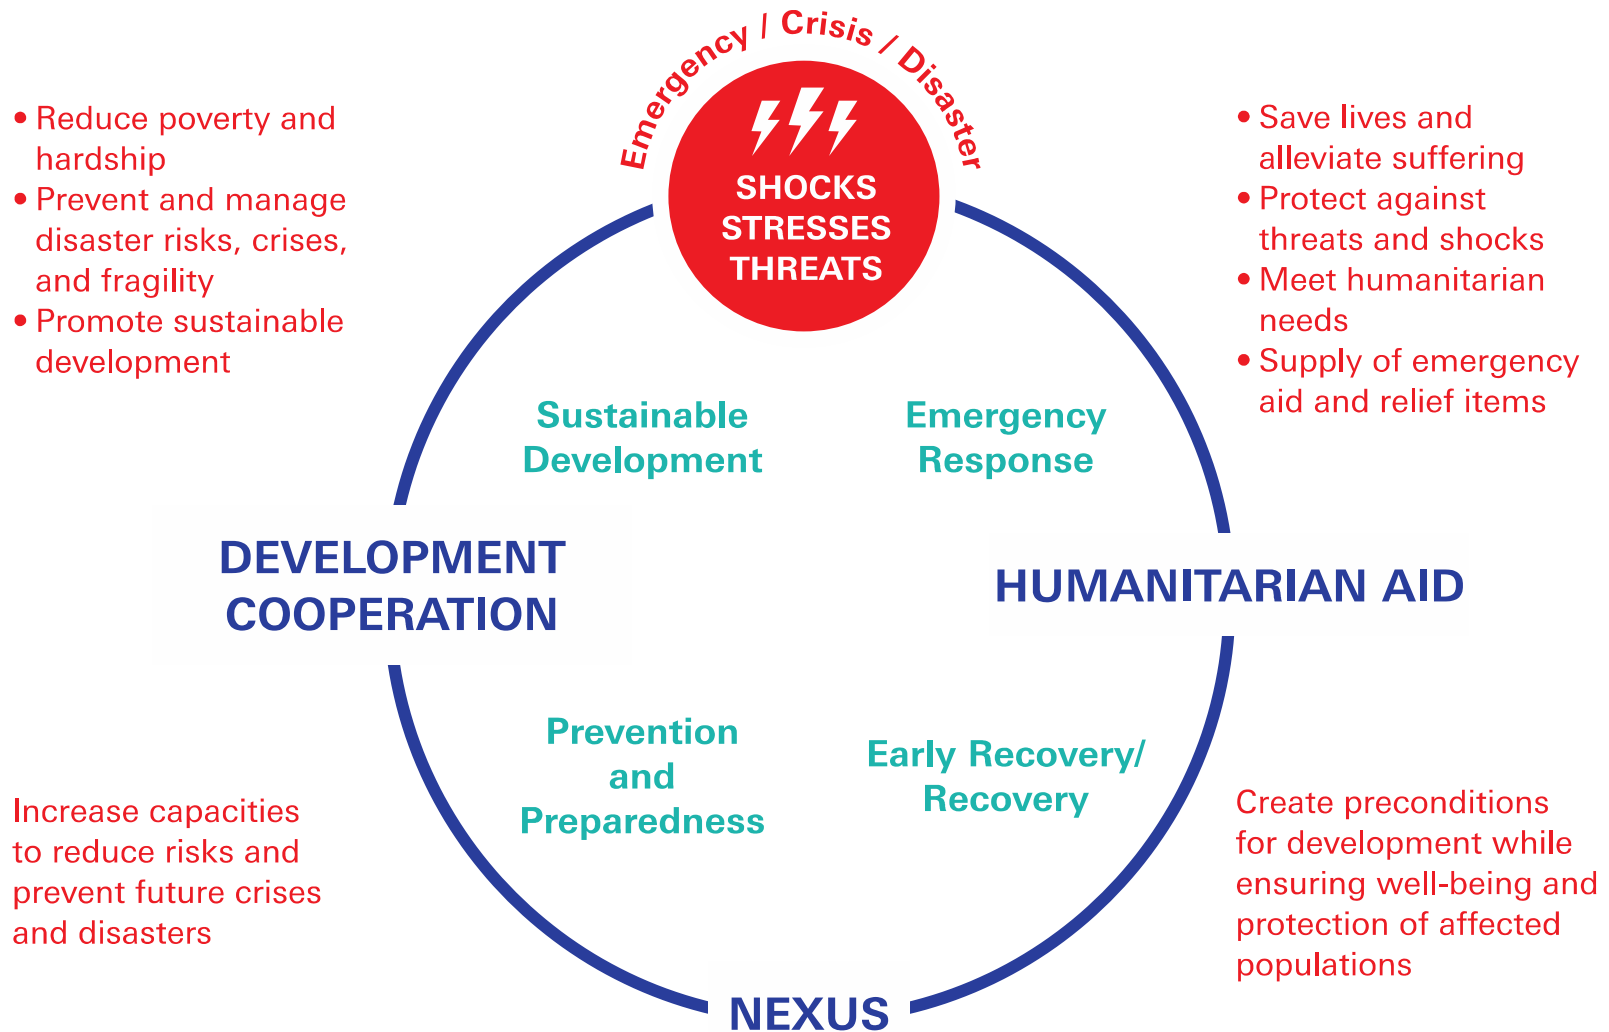 Emergency / Crisis / Disaster
SHOCKS
STRESSES
THREATS
• Reduce poverty and
hardship
• Prevent and manage
disaster risks, crises,
and fragility
• Promote sustainable
development
• Save lives and
alleviate suffering
• Protect against
threats and shocks
• Meet humanitarian
needs
• Supply of emergency
aid and relief items
Sustainable
Development
Emergency
Response
DEVELOPMENT
COOPERATION
HUMANITARIAN AID
Prevention
and
Preparedness
Early Recovery/
Recovery
Increase capacities
to reduce risks and
prevent future crises
and disasters
Create preconditions
for development while
ensuring well-being and
protection of affected
populations
NEXUS